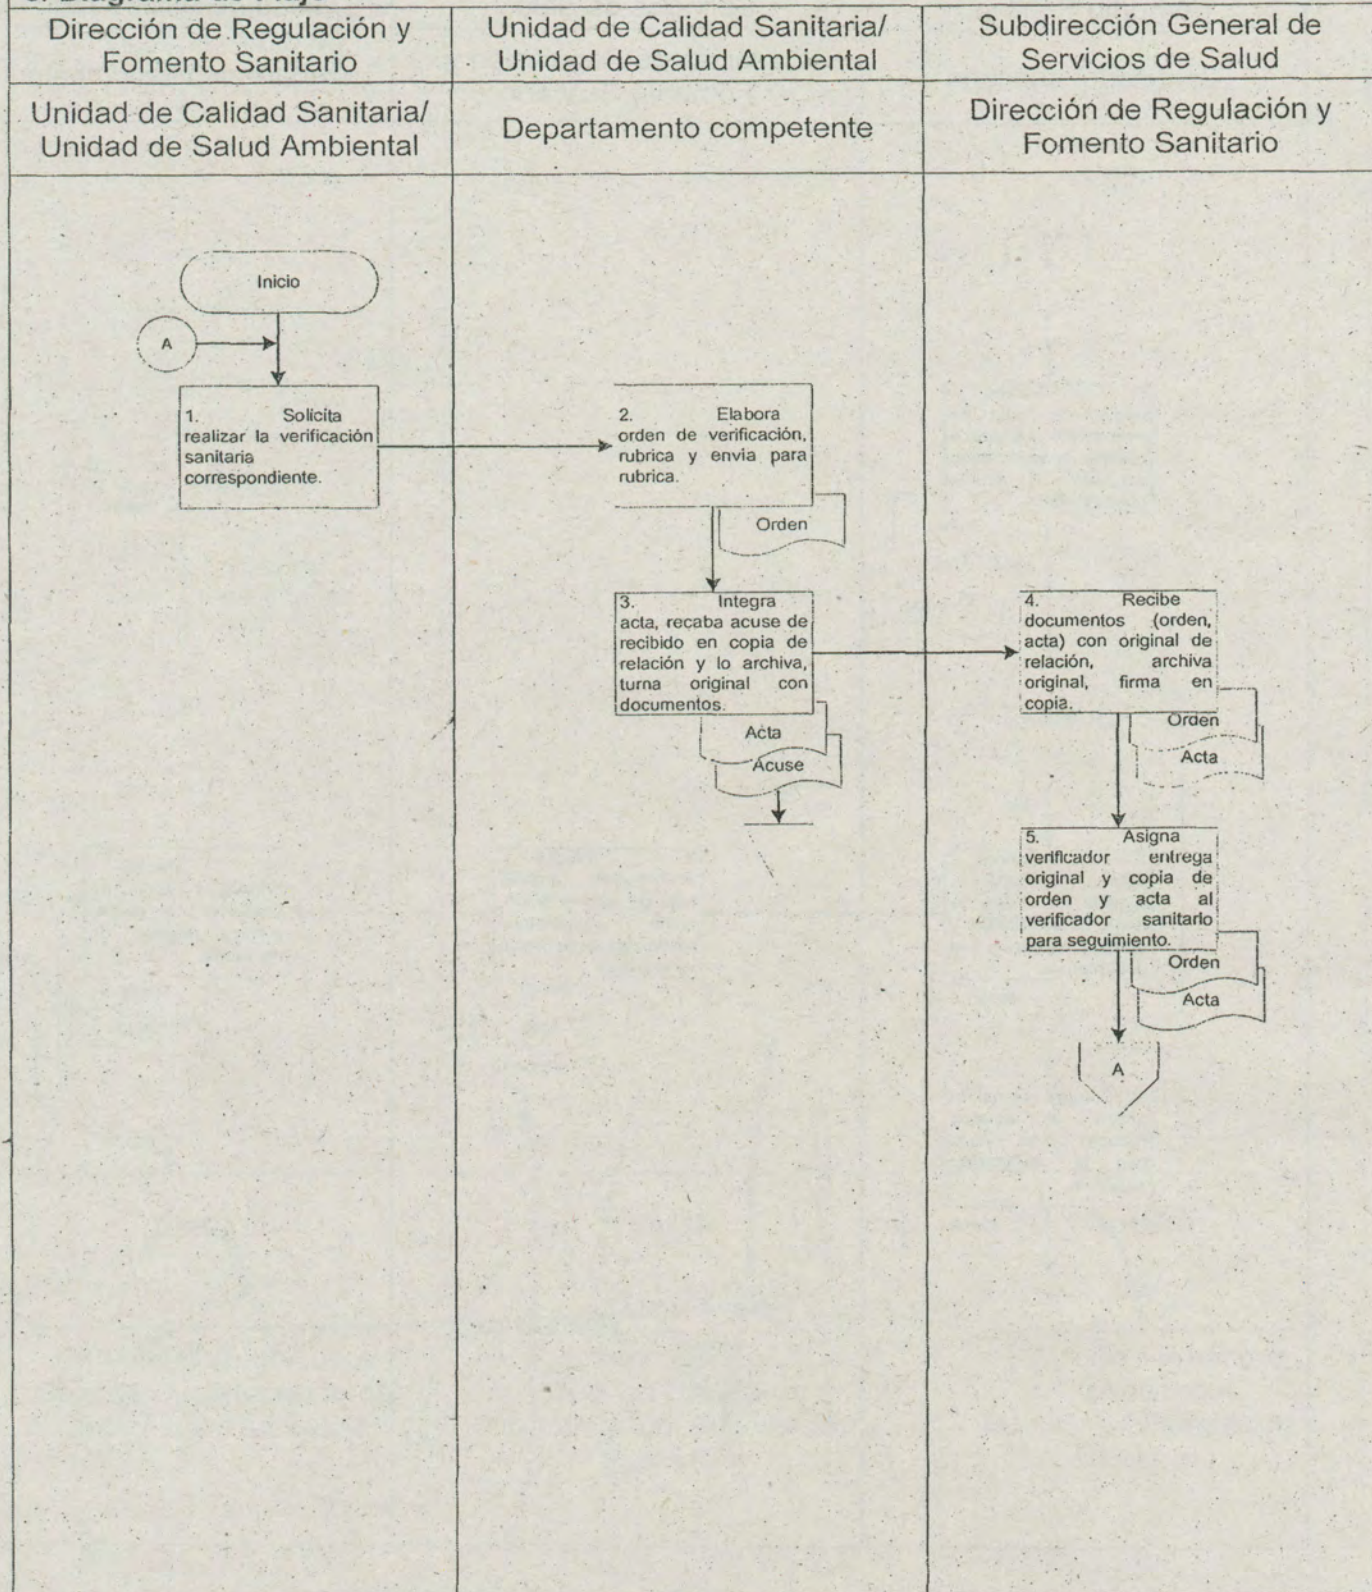 Dirección de Regulación y
Fomento Sanitario
Unidad de Calidad Sanitaria/
Unidad de Salud Ambiental
Subdirección General de
Servicios de Salud
Unidad de Calidad Sanitaria/
Unidad de Salud Ambiental
Departamento competente
Dirección de Regulación y
Fomento Sanitario
Inicio
A
1. Solicita
realizar la verificación
sanitaria
correspondiente.
2. Elabora
orden de verificación,
rubrica y envia para
rubrica.
Orden
3. Integra
acta, recaba acuse de
recibido en copia de
relación y lo archiva,
turna original con
documentos.
Acta
Acuse
4. Recibe
documentos (orden,
acta) con original de
relación, archiva
original, firma en
copia.
Orden
Acta
5. Asigna
verificador entrega
original y copia de
orden y acta al
verificador sanitario
para seguimiento.
Orden
Acta
A